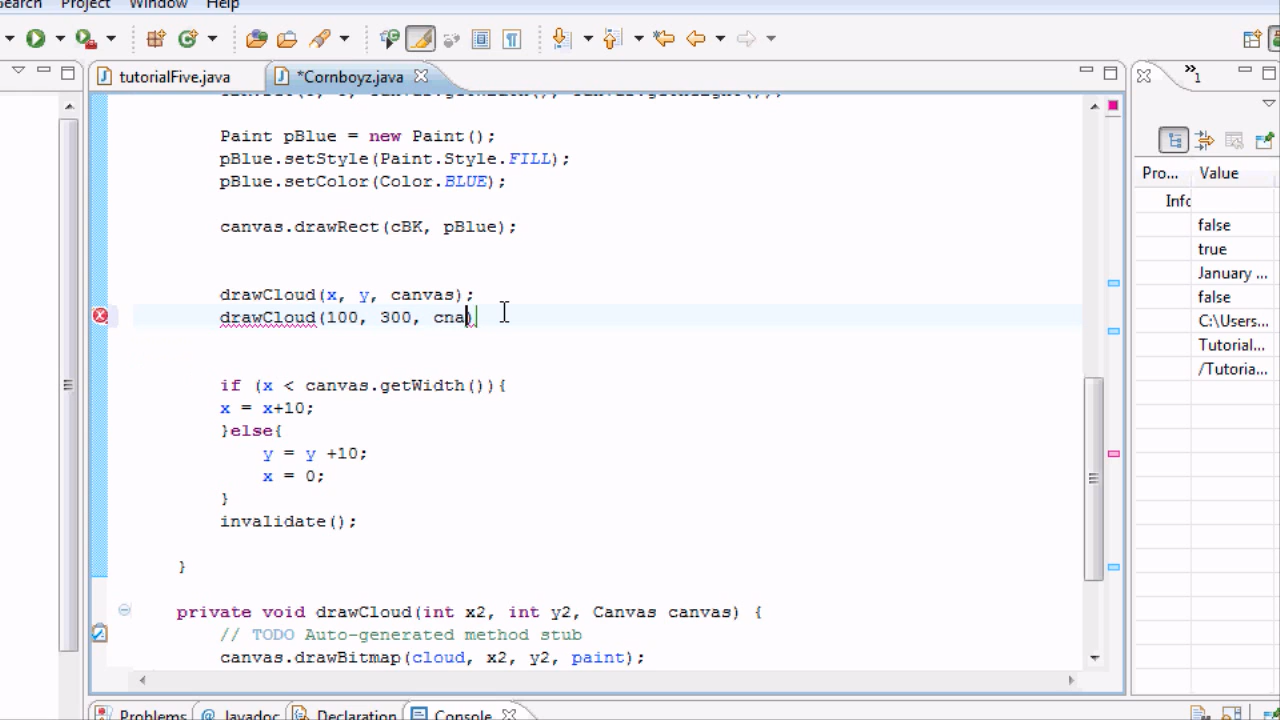 Search Project Window Help
tutorialFive.java *Cornboyz.java
»1
Paint pBlue = new Paint();
pBlue.setStyle(Paint.Style.FILL);
pBlue.setColor(Color.BLUE);
canvas.drawRect(cBK, pBlue);
drawCloud(x, y, canvas);
drawCloud(100, 300, cna)
if (x < canvas.getWidth()){
x = x+10;
}else{
y = y +10;
x = 0;
}
invalidate();
}
private void drawCloud(int x2, int y2, Canvas canvas) {
// TODO Auto-generated method stub
canvas.drawBitmap(cloud, x2, y2, paint);
Pro... Value
Infc
false
true
January ...
false
C:\Users...
Tutorial...
/Tutoria...
Problems @ Javadoc Declaration Console